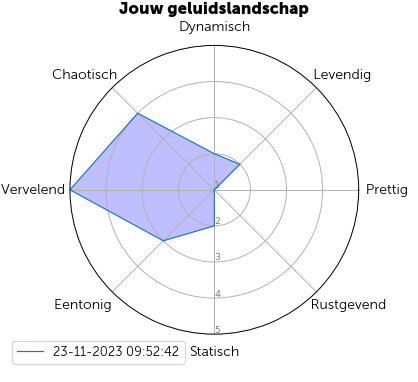 Jouw geluidslandschap
Dynamisch
Chaotisch
Levendig
Vervelend
1
Prettig
2
3
Eentonig
4
Rustgevend
5
23-11-2023 09:52:42
Statisch